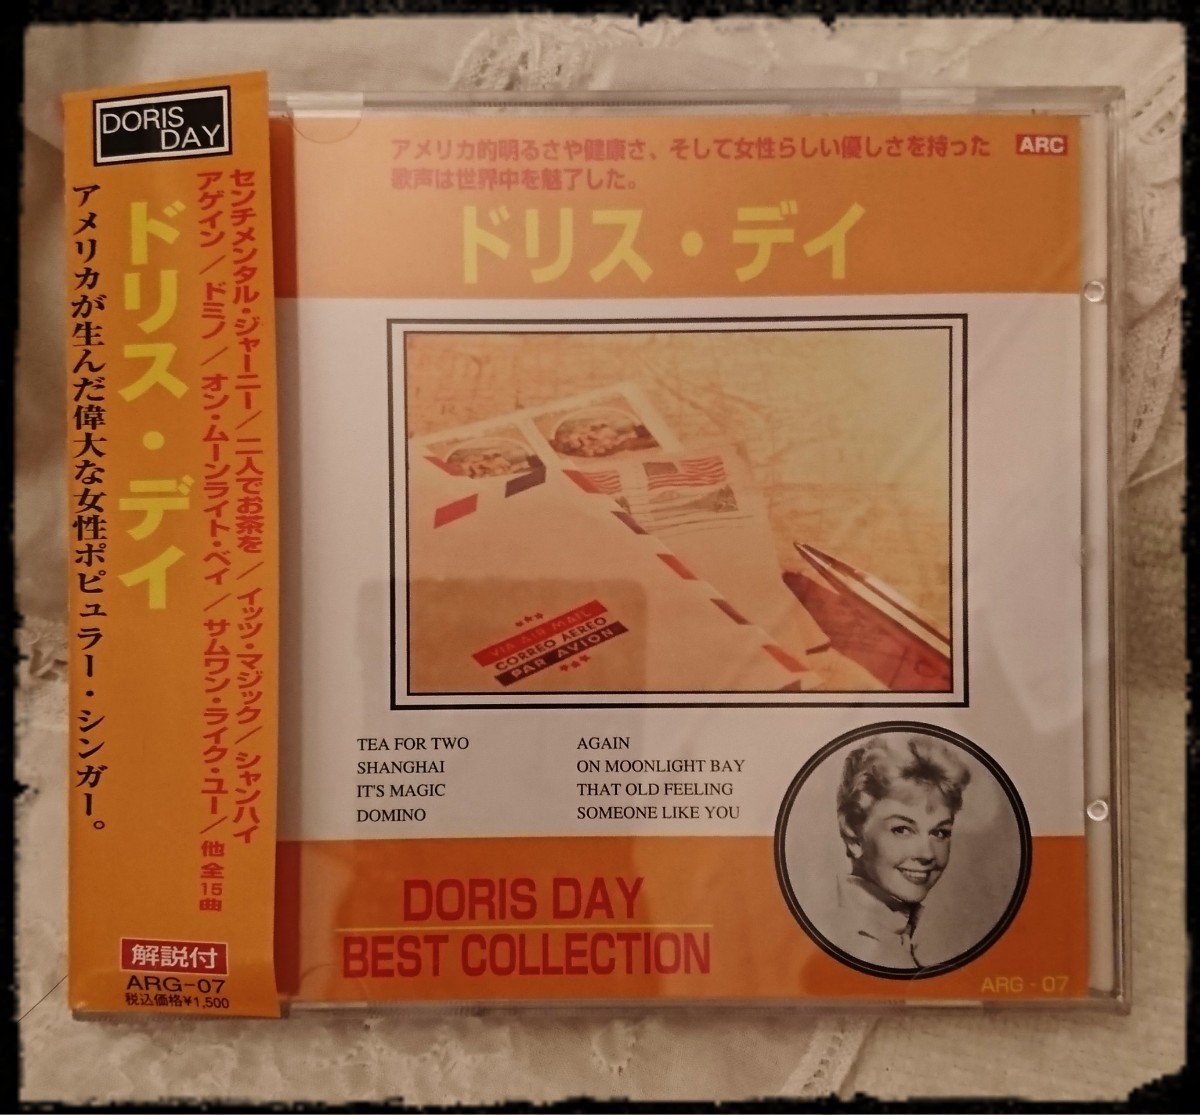 DORIS
DAY
センチメンタル・ジャーニー/二人でお茶を/イッツ・マジック/シャンハイ
アゲイン/ドミノ/オン・ムーンライト・ベイ/サムワン・ライク・ユー/他 全15曲
ドリス・デイ
アメリカが生んだ偉大な女性ポピュラー・シンガー。
解説付
ARG-07
税込価格¥1,500
アメリカ的明るさや健康さ、そして女性らしい優しさを持った
歌声は世界中を魅了した。
ARC
ドリス・デイ
VIA AIR MAIL
CORREO AEREO
PAR AVION
TEA FOR TWO
SHANGHAI
IT'S MAGIC
DOMINO
AGAIN
ON MOONLIGHT BAY
THAT OLD FEELING
SOMEONE LIKE YOU
DORIS DAY
BEST COLLECTION
ARG - 07